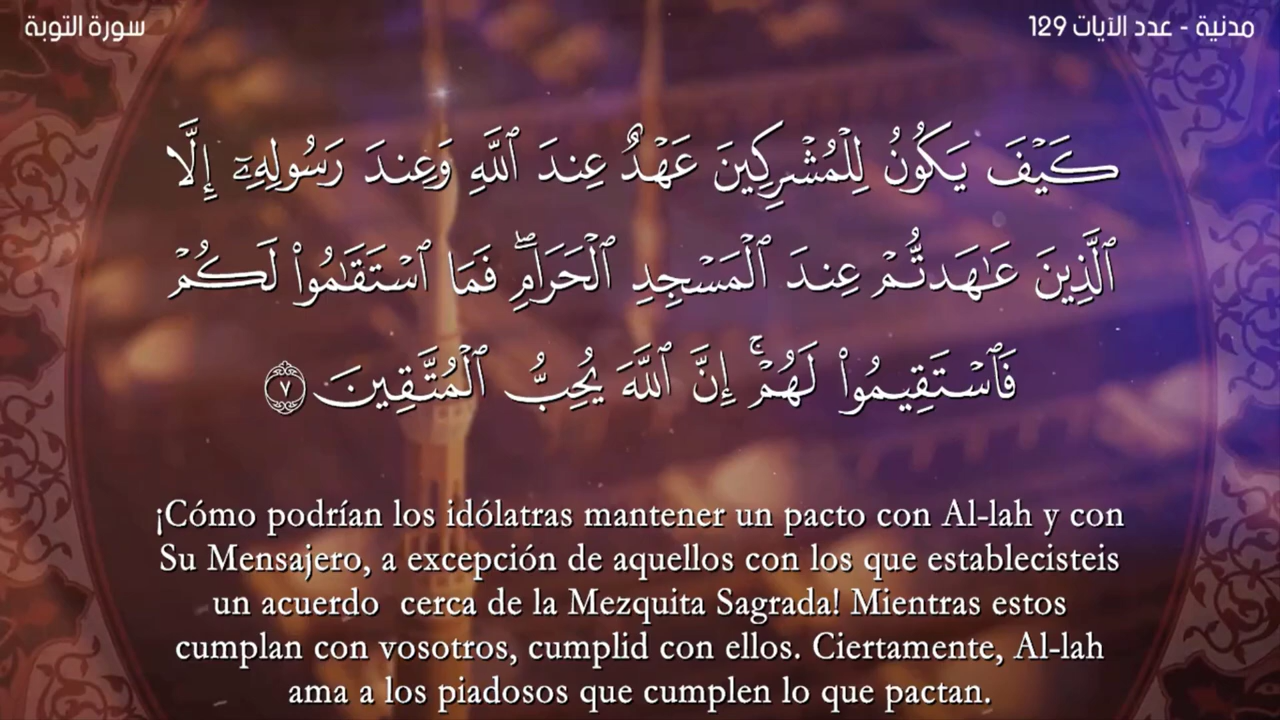 مدنية - عدد الآيات 129
سورة التوبة
كَيْفَ يَكُونُ لِلْمُشْرِكِينَ عَهْدٌ عِندَ ٱللَّهِ وَعِندَ رَسُولِهِۦٓ إِلَّا
ٱلَّذِينَ عَـٰهَدتُّمْ عِندَ ٱلْمَسْجِدِ ٱلْحَرَامِ ۖ فَمَا ٱسْتَقَـٰمُوا۟ لَكُمْ
فَٱسْتَقِيمُوا۟ لَهُمْ ۚ إِنَّ ٱللَّهَ يُحِبُّ ٱلْمُتَّقِينَ ٧
¡Cómo podrían los idólatras mantener un pacto con Al-lah y con
Su Mensajero, a excepción de aquellos con los que establecisteis
un acuerdo  cerca de la Mezquita Sagrada! Mientras estos
cumplan con vosotros, cumplid con ellos. Ciertamente, Al-lah
ama a los piadosos que cumplen lo que pactan.